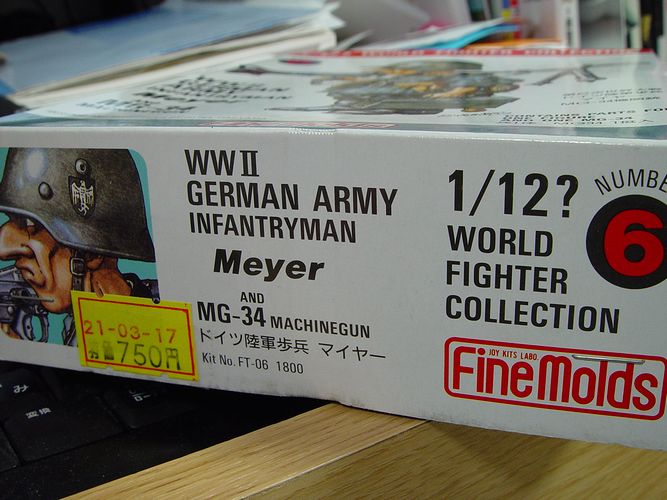 WWⅡ
GERMAN ARMY
INFANTRYMAN
Meyer
AND
MG-34 MACHINEGUN
ドイツ陸軍歩兵 マイヤー
Kit No. FT-06 1800
21-03-17
750円
1/12?
WORLD
FIGHTER
COLLECTION
6
JOY KITS LABO.
FineMolds
変換